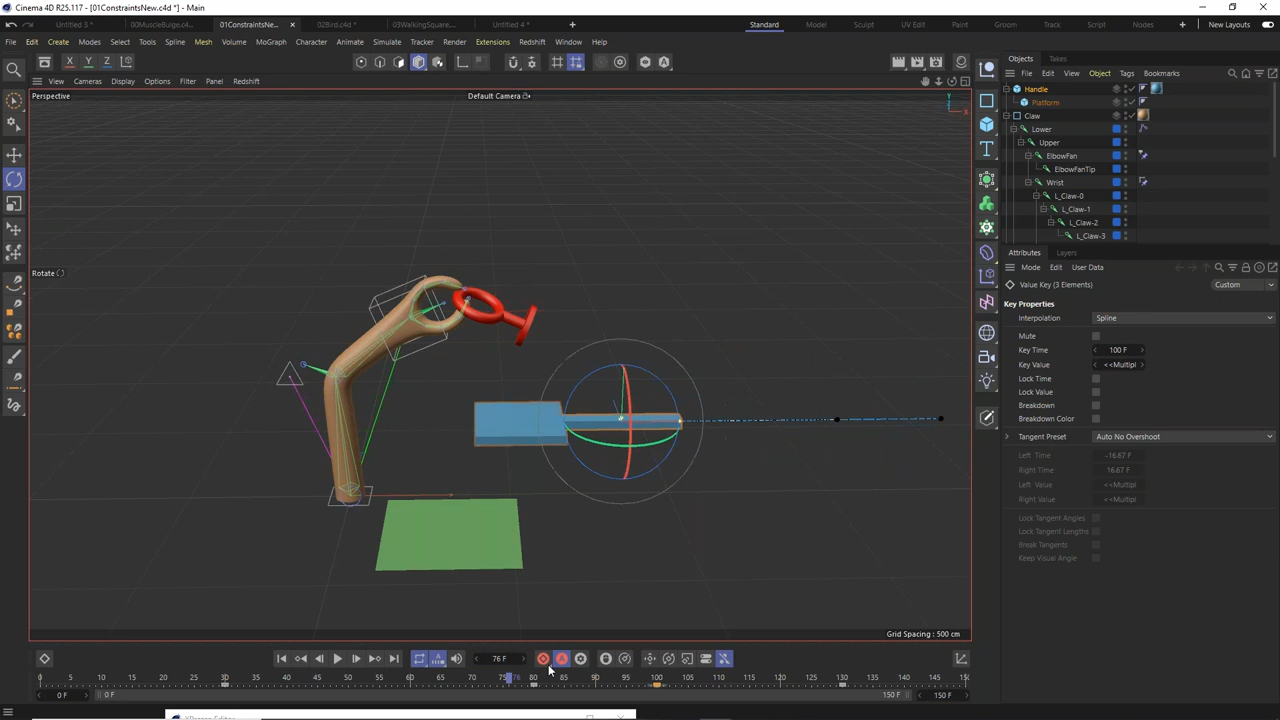 Cinema 4D R25.117 - [01ConstraintsNew.c4d *] - Main
Untitled 3 *
00MuscleBulge.c4d...
01ConstraintsNe...
02Bird.c4d *
03WalkingSquare....
Untitled 4 *
Standard
Model
Sculpt
UV Edit
Paint
Groom
Track
Script
Nodes
New Layouts
File Edit Create Modes Select Tools Spline Mesh Volume MoGraph Character Animate Simulate Tracker Render Extensions Redshift Window Help
X Y Z
View Cameras Display Options Filter Panel Redshift
Perspective
Default Camera
Rotate
Grid Spacing : 500 cm
Objects Takes
File Edit View Object Tags Bookmarks
Handle
Platform
Claw
Lower
Upper
ElbowFan
ElbowFanTip
Wrist
L_Claw-0
L_Claw-1
L_Claw-2
L_Claw-3
Attributes Layers
Mode Edit User Data
Value Key (3 Elements)
Custom
Key Properties
Interpolation Spline
Mute
Key Time 100 F
Key Value <<Multipl
Lock Time
Lock Value
Breakdown
Breakdown Color
Tangent Preset Auto No Overshoot
Left Time -16.67 F
Right Time 16.67 F
Left Value <<Multipl
Right Value <<Multipl
Lock Tangent Angles
Lock Tangent Lengths
Break Tangents
Keep Visual Angle
76 F
0 5 10 15 20 25 30 35 40 45 50 55 60 65 70 75 76 80 85 90 95 100 105 110 115 120 125 130 135 140 145 15
0 F
0 F
150 F
150 F